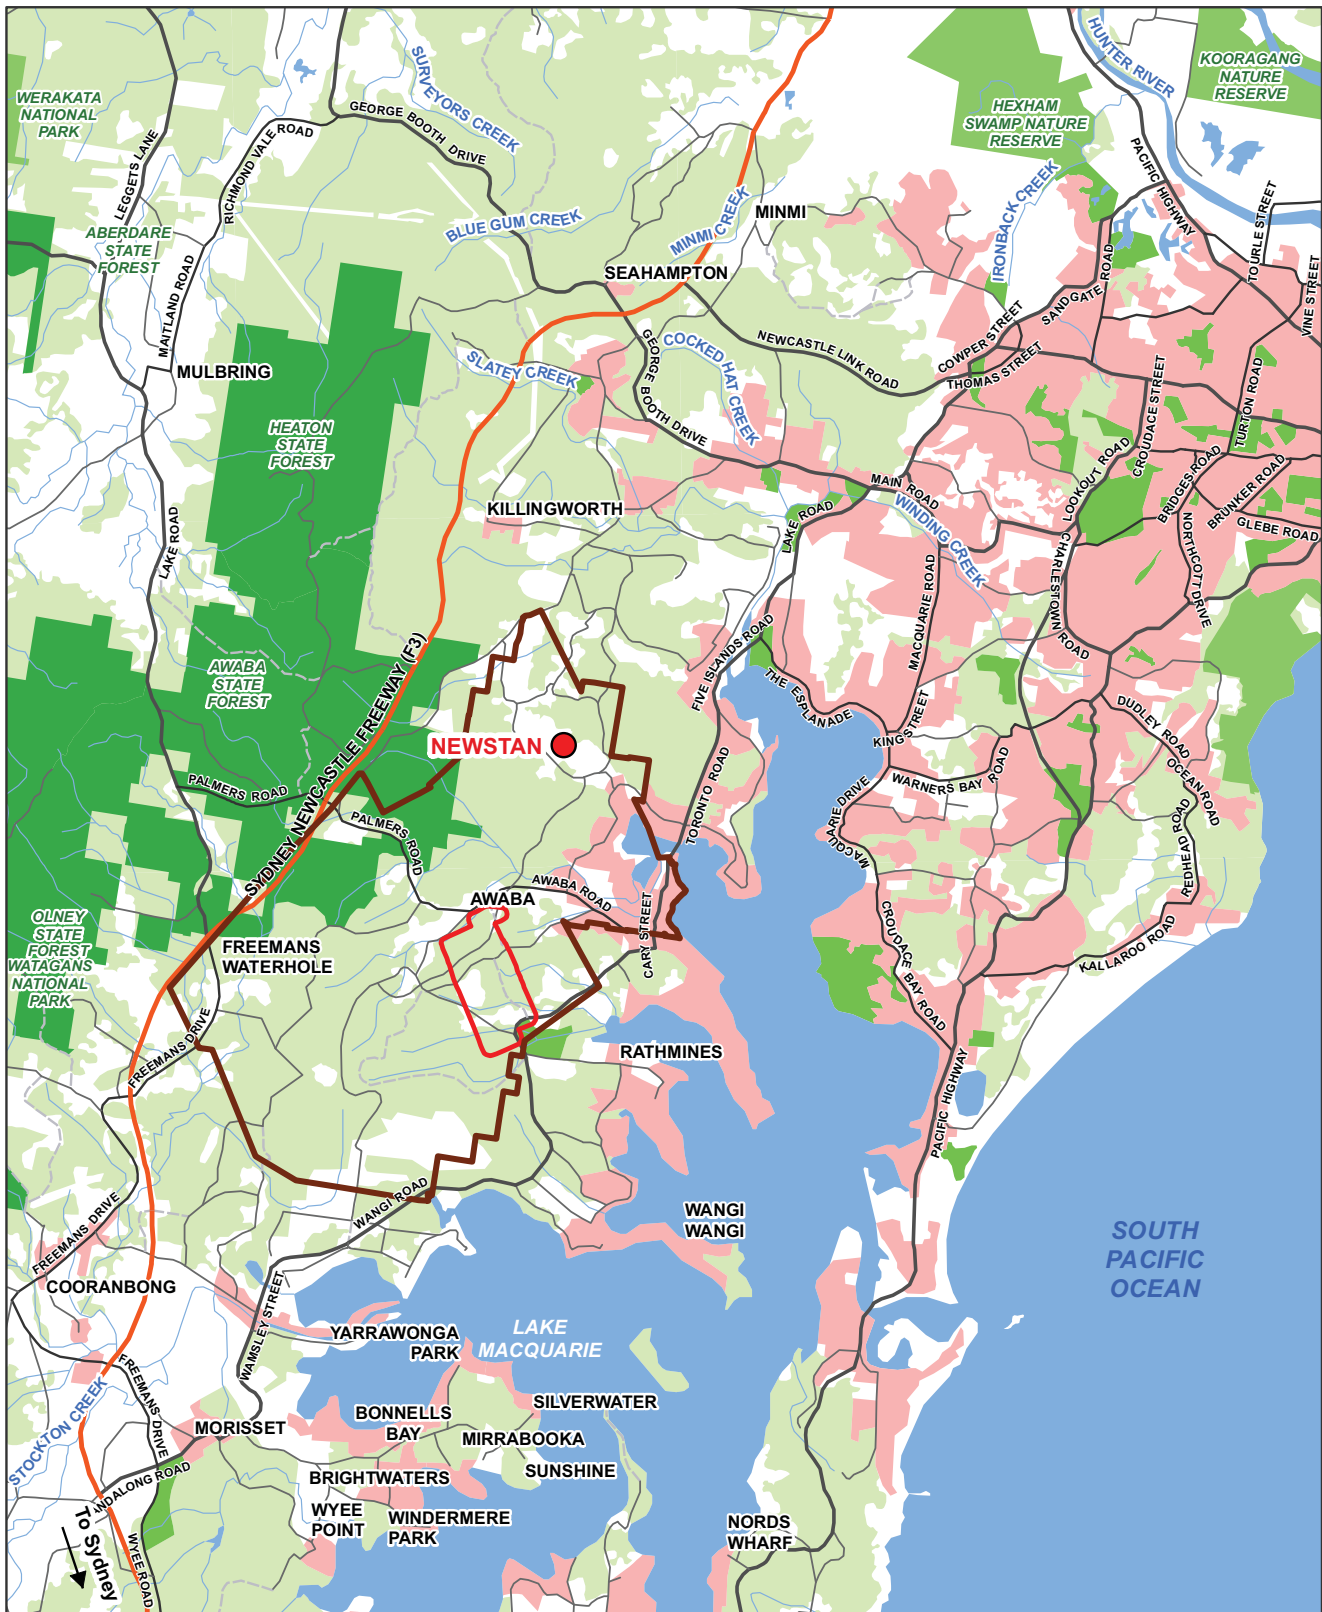 HUNTER RIVER
KOORAGANG
NATURE
RESERVE
SURVEYORS CREEK
WERAKATA
NATIONAL
PARK
HEXHAM
SWAMP NATURE
RESERVE
GEORGE BOOTH DRIVE
RICHMOND VALE ROAD
LEGGETS LANE
PACIFIC HIGHWAY
IRONBACK CREEK
TOURLE STREET
BLUE GUM CREEK
MINMI CREEK
MINMI
ABERDARE
STATE
FOREST
MAITLAND ROAD
SEAHAMPTON
SANDGATE ROAD
VINE STREET
GEORGE BOOTH DRIVE
COCKED HAT CREEK
NEWCASTLE LINK ROAD
COWPER STREET
THOMAS STREET
SLATEY CREEK
MULBRING
CROUDACE STREET
TURTON ROAD
HEATON
STATE
FOREST
LOOKOUT ROAD
BRIDGES ROAD
BRUNKER ROAD
GLEBE ROAD
MAIN ROAD
WINDING CREEK
KILLINGWORTH
LAKE ROAD
LAKE ROAD
NORTHCOTT DRIVE
CHARLESTOWN ROAD
MACQUARIE ROAD
FIVE ISLANDS ROAD
AWABA
STATE
FOREST
SYDNEY NEWCASTLE FREEWAY (F3)
THE ESPLANADE
KING STREET
DUDLEY ROAD
OCEAN ROAD
NEWSTAN
WARNERS BAY ROAD
PALMERS ROAD
PALMERS ROAD
TORONTO ROAD
MACQUARIE DRIVE
REDHEAD ROAD
AWABA
AWABA ROAD
CARY STREET
CROUDACE BAY ROAD
KALLAROO ROAD
OLNEY
STATE
FOREST
WATAGANS
NATIONAL
PARK
FREEMANS
WATERHOLE
FREEMANS DRIVE
RATHMINES
PACIFIC HIGHWAY
WANGI ROAD
WANGI
WANGI
FREEMANS DRIVE
SOUTH
PACIFIC
OCEAN
COORANBONG
WAMSLEY STREET
YARRAWONGA
PARK
LAKE
MACQUARIE
FREEMANS DRIVE
STOCKTON CREEK
SILVERWATER
BONNELLS
BAY
MORISSET
MIRRABOOKA
SUNSHINE
BRIGHTWATERS
ANDALONG ROAD
WYEE
POINT
WINDERMERE
PARK
NORDS
WHARF
To Sydney
WYEE ROAD